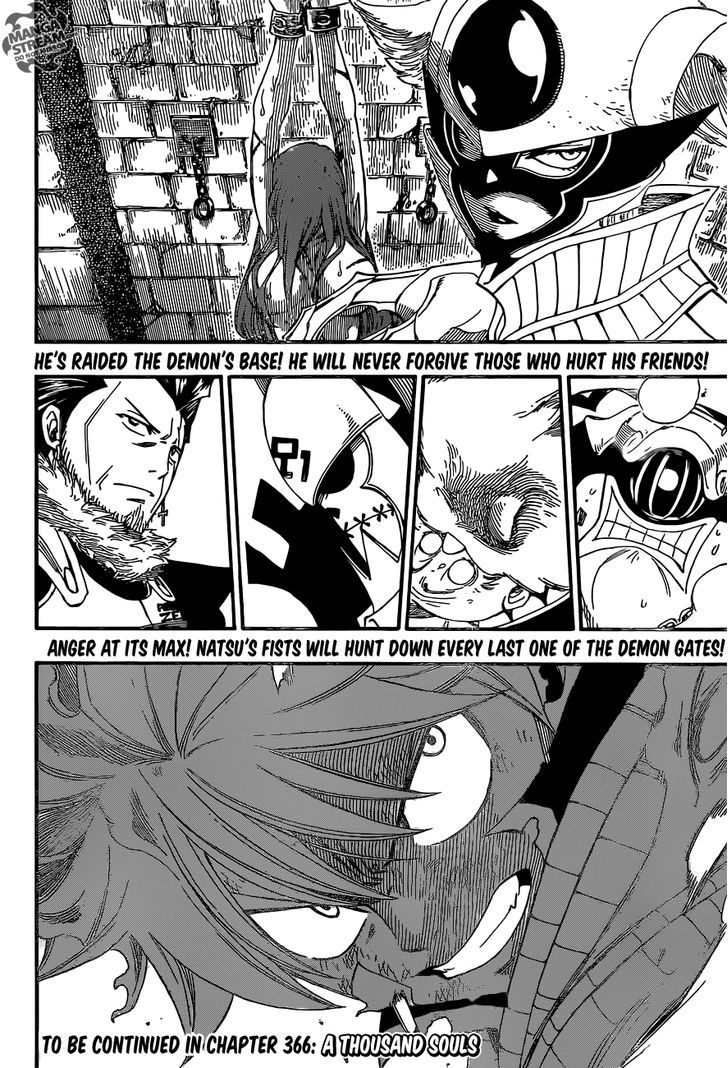 MANGA
STREAM
HE'S RAIDED THE DEMON'S BASE! HE WILL NEVER FORGIVE THOSE WHO HURT HIS FRIENDS!
ANGER AT ITS MAX! NATSU'S FISTS WILL HUNT DOWN EVERY LAST ONE OF THE DEMON GATES!
TO BE CONTINUED IN CHAPTER 366: A THOUSAND SOULS